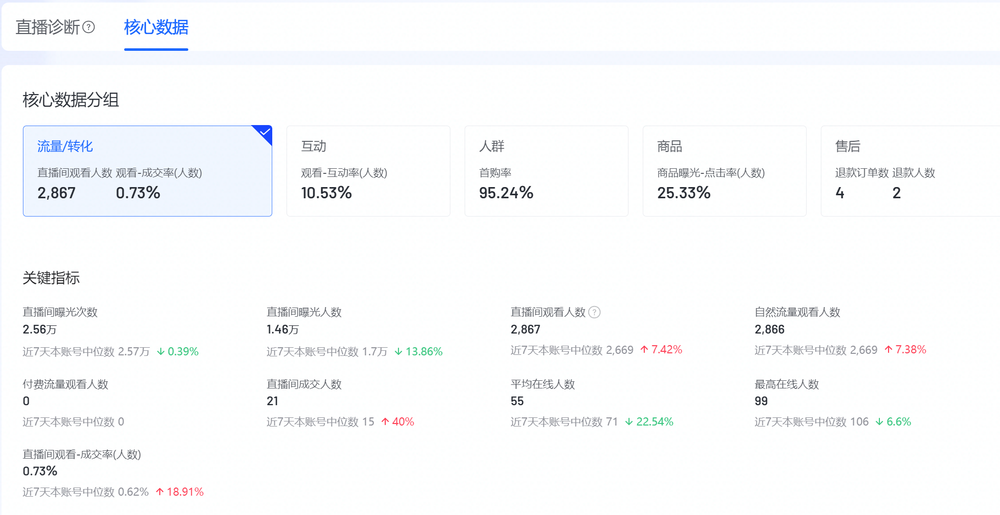 直播诊断 ? 核心数据
核心数据分组
流量/转化
直播间观看人数 观看-成交率(人数)
2,867 0.73%
互动
观看-互动率(人数)
10.53%
人群
首购率
95.24%
商品
商品曝光-点击率(人数)
25.33%
售后
退款订单数 退款人数
4 2
关键指标
直播间曝光次数
2.56万
近7天本账号中位数 2.57万 ↓ 0.39%
直播间曝光人数
1.46万
近7天本账号中位数 1.7万 ↓ 13.86%
直播间观看人数 ?
2,867
近7天本账号中位数 2,669 ↑ 7.42%
自然流量观看人数
2,866
近7天本账号中位数 2,669 ↑ 7.38%
付费流量观看人数
0
近7天本账号中位数 0
直播间成交人数
21
近7天本账号中位数 15 ↑ 40%
平均在线人数
55
近7天本账号中位数 71 ↓ 22.54%
最高在线人数
99
近7天本账号中位数 106 ↓ 6.6%
直播间观看-成交率(人数)
0.73%
近7天本账号中位数 0.62% ↑ 18.91%